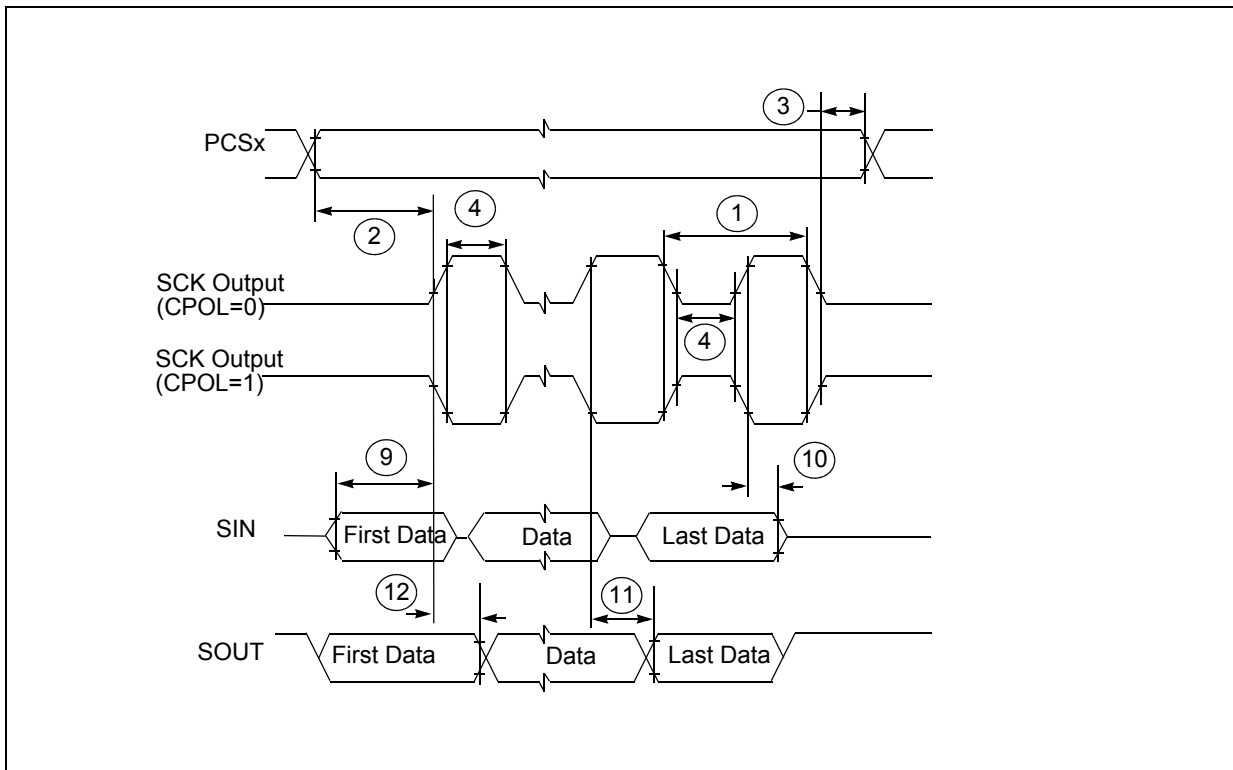 3
PCSx
2
4
1
SCK Output
(CPOL=0)
4
SCK Output
(CPOL=1)
9
10
SIN
First Data
Data
Last Data
12
11
SOUT
First Data
Data
Last Data